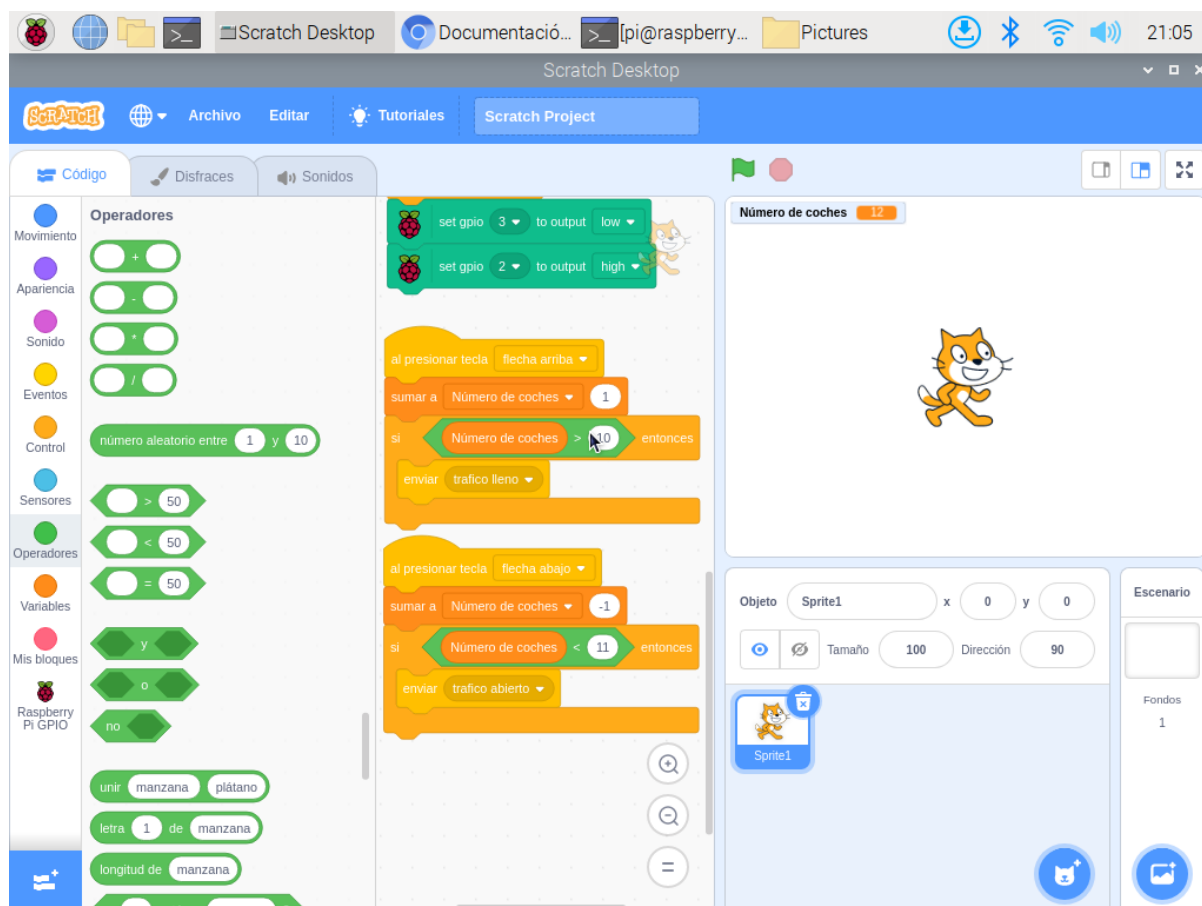 Scratch Desktop
Documentació...
[pi@raspberry...
Pictures
21:05
Scratch Desktop
SCRATCH
Archivo
Editar
Tutoriales
Scratch Project
Código
Disfraces
Sonidos
Movimiento
Apariencia
Sonido
Eventos
Control
Sensores
Operadores
Variables
Mis bloques
Raspberry
Pi GPIO
Operadores
+
-
*
/
número aleatorio entre 1 y 10
> 50
< 50
= 50
y
o
no
unir manzana plátano
letra 1 de manzana
longitud de manzana
set gpio 3 to output low
set gpio 2 to output high
al presionar tecla flecha arriba
sumar a Número de coches 1
si Número de coches > 10 entonces
enviar trafico lleno
al presionar tecla flecha abajo
sumar a Número de coches -1
si Número de coches < 11 entonces
enviar trafico abierto
Número de coches 12
Objeto Sprite1 x 0 y 0
Tamaño 100 Dirección 90
Sprite1
Escenario
Fondos
1